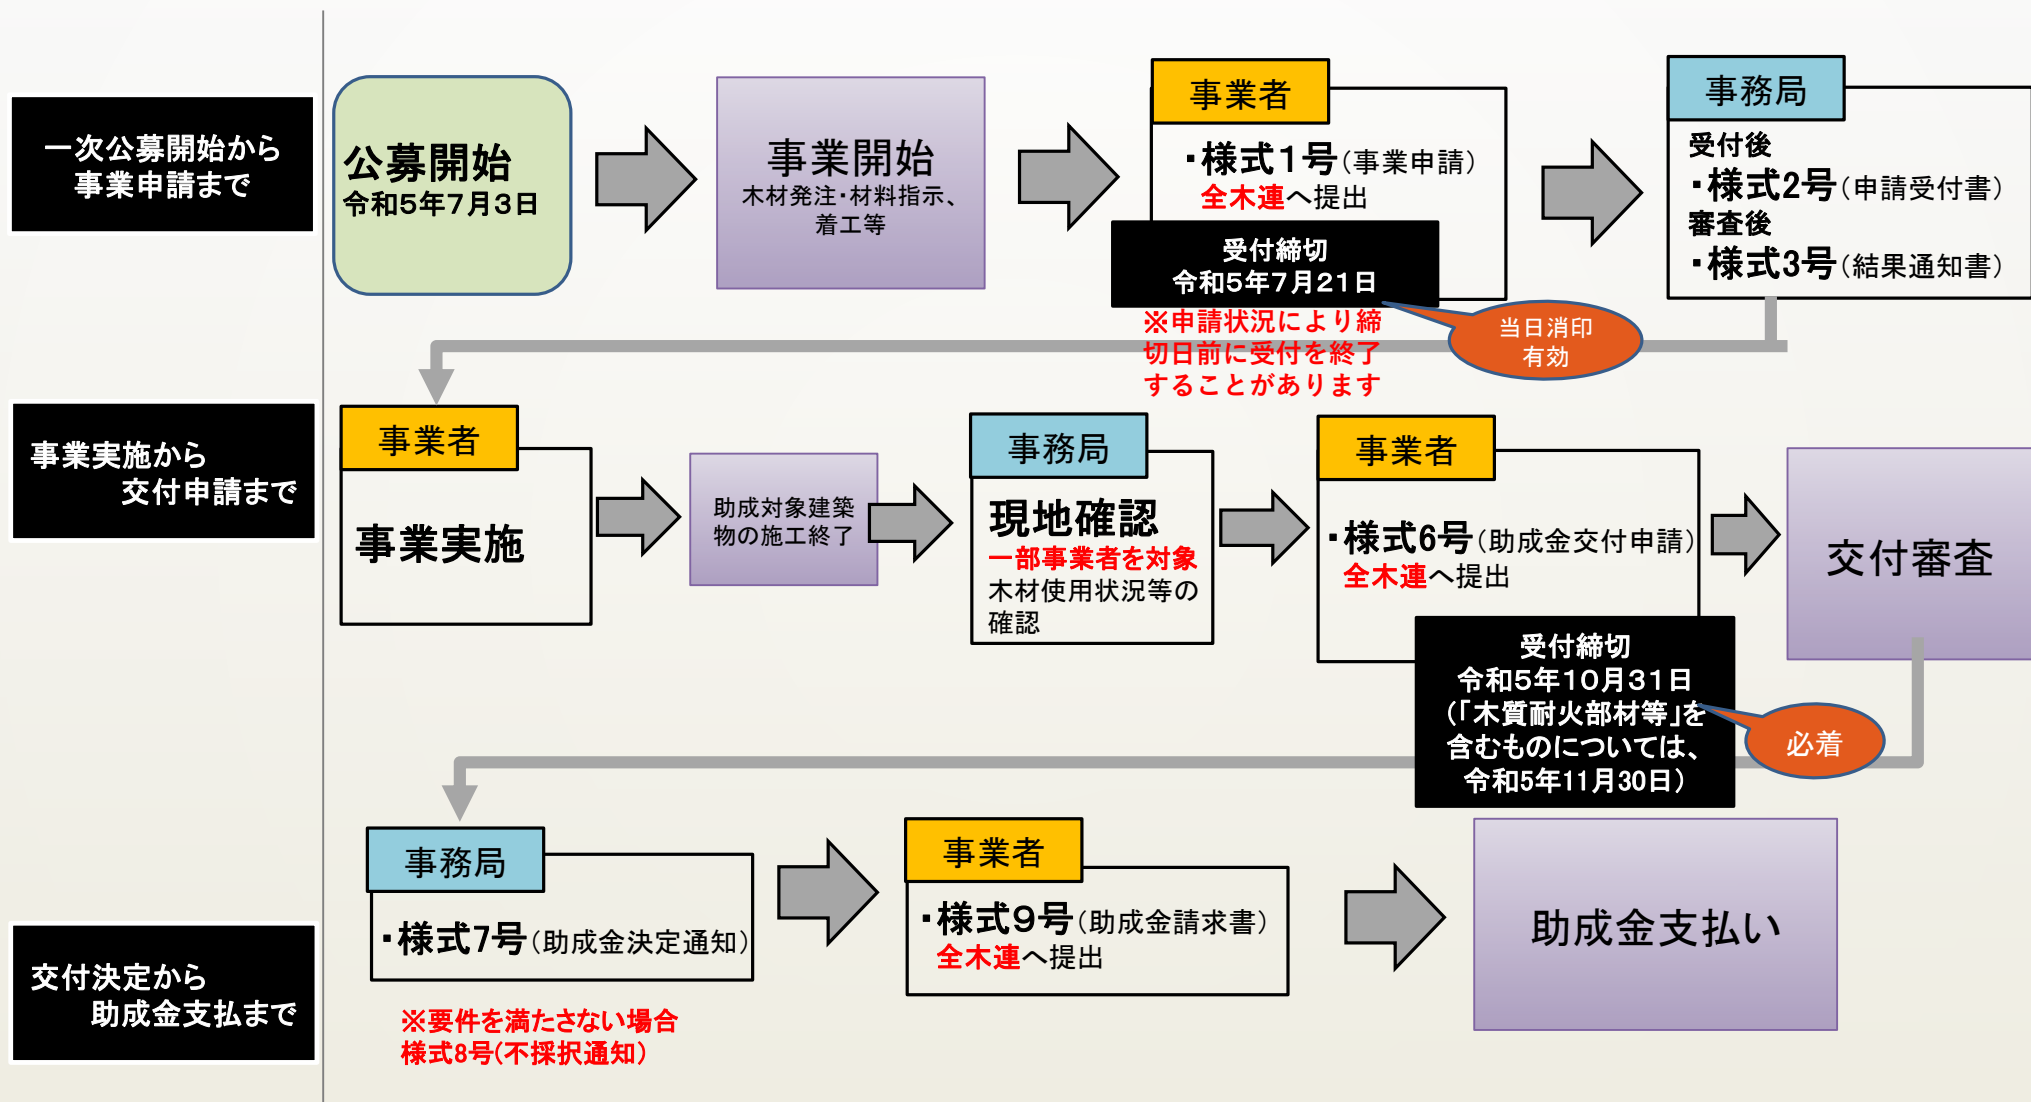 一次公募開始から
事業申請まで
公募開始
令和5年7月3日
事業開始
木材発注・材料指示、
着工等
事業者
・様式1号(事業申請)
全木連へ提出
受付締切
令和5年7月21日
※申請状況により締
切日前に受付を終了
することがあります
当日消印
有効
事務局
受付後
・様式2号(申請受付書)
審査後
・様式3号(結果通知書)
事業実施から
交付申請まで
事業者
事業実施
助成対象建築
物の施工終了
事務局
現地確認
一部事業者を対象
木材使用状況等の
確認
事業者
・様式6号(助成金交付申請)
全木連へ提出
受付締切
令和5年10月31日
(「木質耐火部材等」を
含むものについては、
令和5年11月30日)
必着
交付審査
交付決定から
助成金支払まで
事務局
・様式7号(助成金決定通知)
※要件を満たさない場合
様式8号(不採択通知)
事業者
・様式9号(助成金請求書)
全木連へ提出
助成金支払い